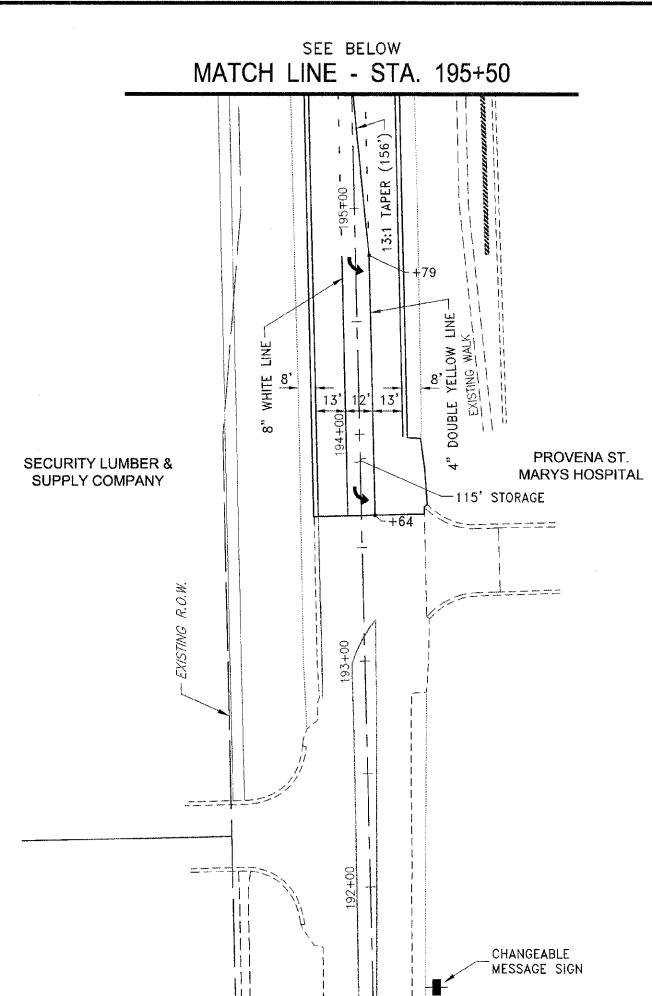 SEE BELOW
MATCH LINE - STA. 195+50
13:1 TAPER (156')
195+00
+79
8" WHITE LINE
4" DOUBLE YELLOW LINE
EXISTING WALK
8'
8'
13'
12'
13'
194+00
SECURITY LUMBER &
SUPPLY COMPANY
PROVENA ST.
MARYS HOSPITAL
115' STORAGE
+64
EXISTING R.O.W.
193+00
192+00
CHANGEABLE
MESSAGE SIGN